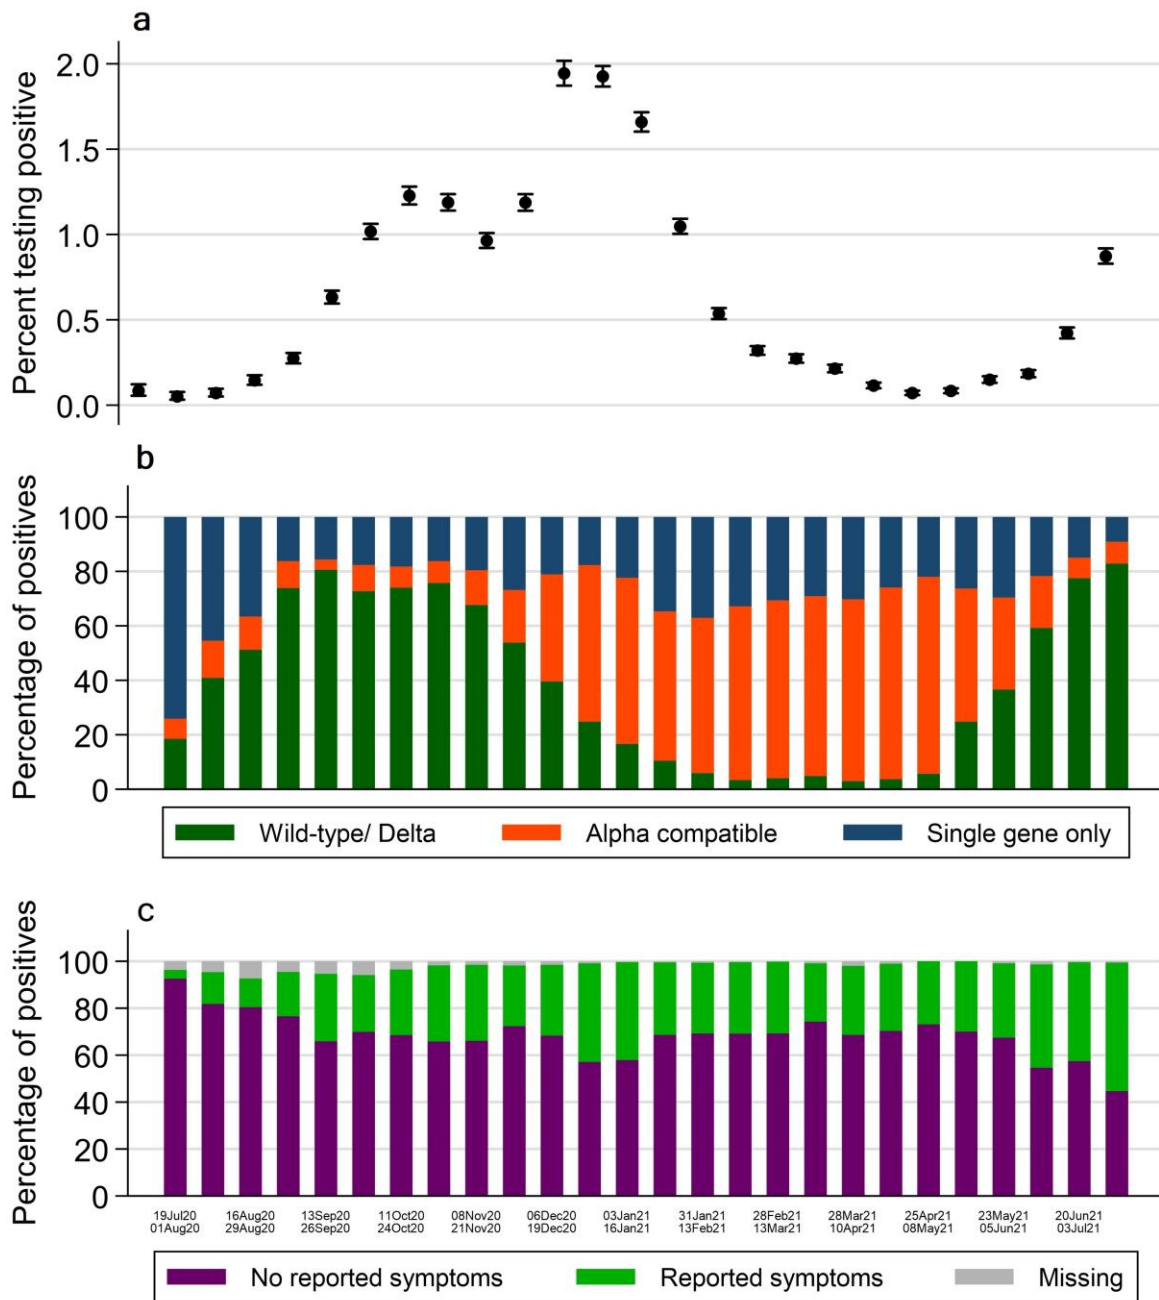 a
Percent testing positive
2.0
1.5
1.0
0.5
0.0
b
Percentage of positives
100
80
60
40
20
0
Wild-type/ Delta
Alpha compatible
Single gene only
c
Percentage of positives
100
80
60
40
20
0
19Jul20 16Aug20 13Sep20 11Oct20 08Nov20 06Dec20 03Jan21 31Jan21 28Feb21 28Mar21 25Apr21 23May21 20Jun21
01Aug20 29Aug20 26Sep20 24Oct20 21Nov20 19Dec20 16Jan21 13Feb21 13Mar21 10Apr21 08May21 05Jun21 03Jul21
No reported symptoms
Reported symptoms
Missing